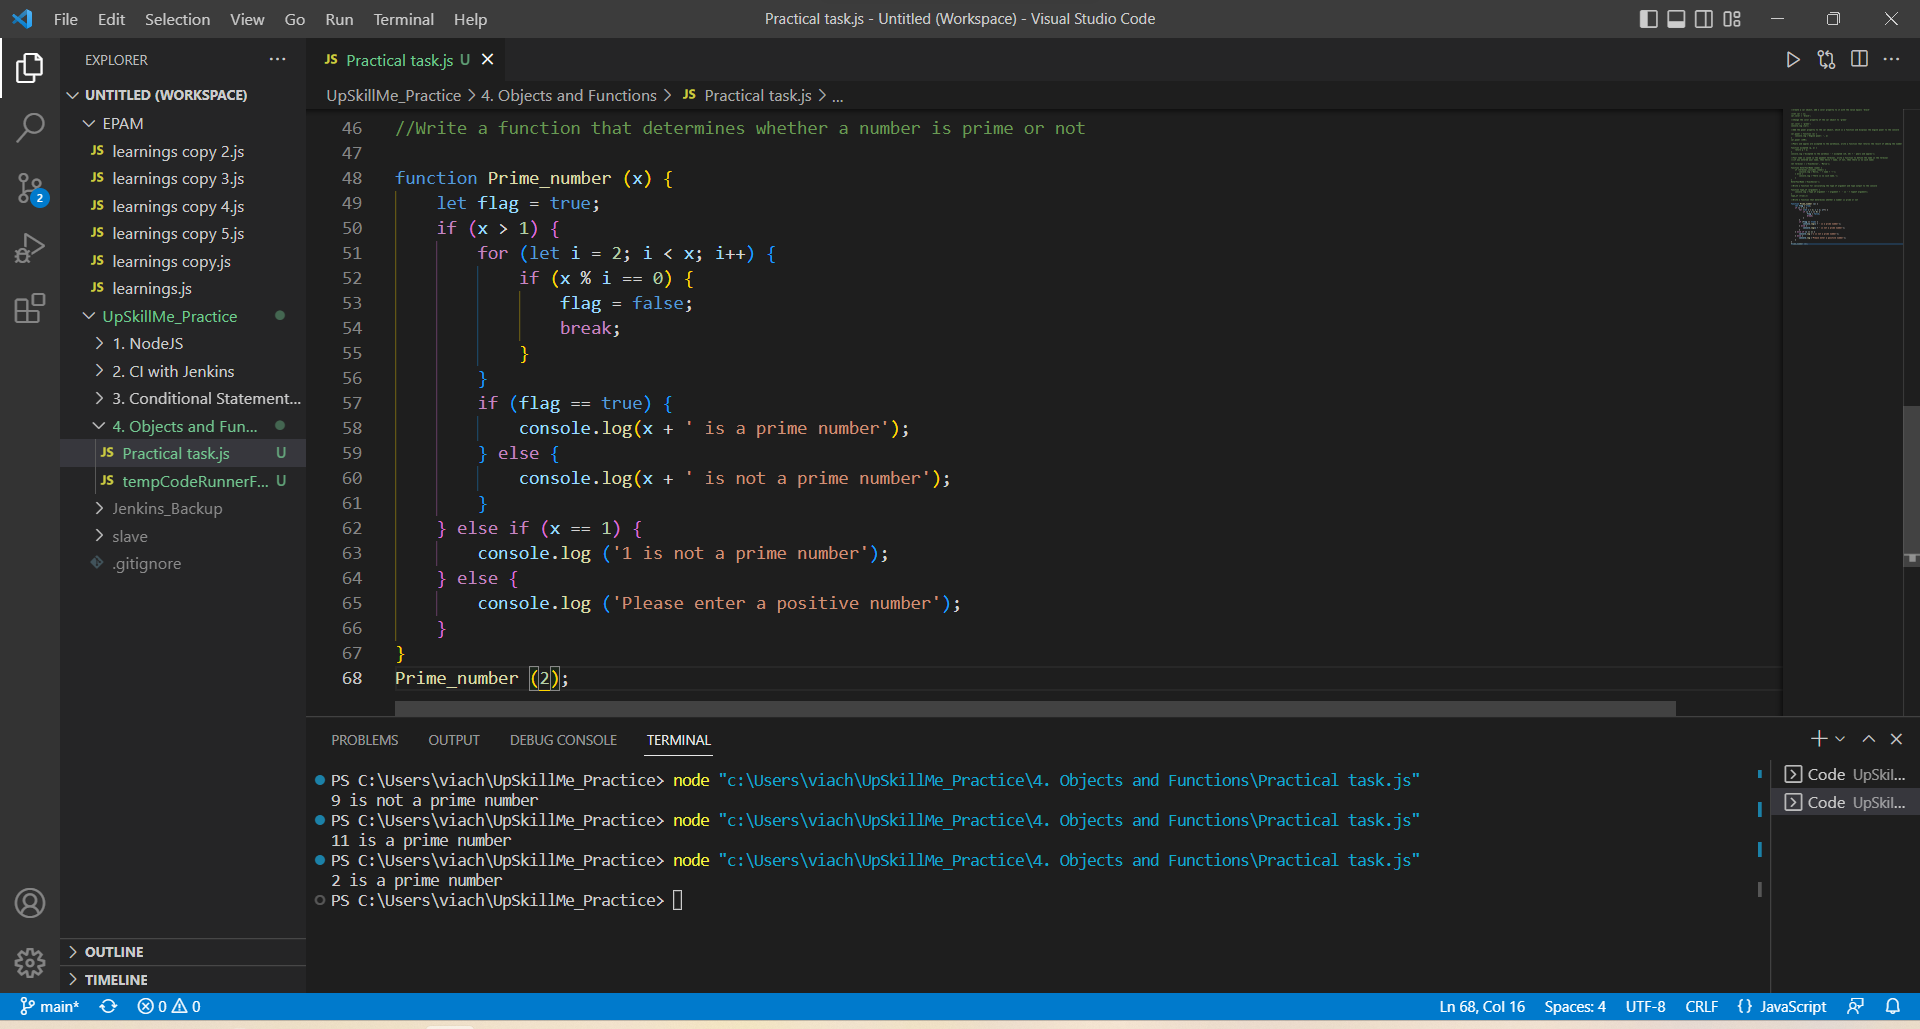 File Edit Selection View Go Run Terminal Help
Practical task.js - Untitled (Workspace) - Visual Studio Code
EXPLORER
UNTITLED (WORKSPACE)
EPAM
JS learnings copy 2.js
JS learnings copy 3.js
JS learnings copy 4.js
JS learnings copy 5.js
JS learnings copy.js
JS learnings.js
UpSkillMe_Practice
1. NodeJS
2. CI with Jenkins
3. Conditional Statement...
4. Objects and Fun...
JS Practical task.js U
JS tempCodeRunnerF... U
Jenkins_Backup
slave
.gitignore
OUTLINE
TIMELINE
2
JS Practical task.js U
UpSkillMe_Practice > 4. Objects and Functions > JS Practical task.js > ...
46 //Write a function that determines whether a number is prime or not
47
48 function Prime_number (x) {
49 let flag = true;
50 if (x > 1) {
51 for (let i = 2; i < x; i++) {
52 if (x % i == 0) {
53 flag = false;
54 break;
55 }
56 }
57 if (flag == true) {
58 console.log(x + ' is a prime number');
59 } else {
60 console.log(x + ' is not a prime number');
61 }
62 } else if (x == 1) {
63 console.log ('1 is not a prime number');
64 } else {
65 console.log ('Please enter a positive number');
66 }
67 }
68 Prime_number (2);
PROBLEMS OUTPUT DEBUG CONSOLE TERMINAL
PS C:\Users\viach\UpSkillMe_Practice> node "c:\Users\viach\UpSkillMe_Practice\4. Objects and Functions\Practical task.js"
9 is not a prime number
PS C:\Users\viach\UpSkillMe_Practice> node "c:\Users\viach\UpSkillMe_Practice\4. Objects and Functions\Practical task.js"
11 is a prime number
PS C:\Users\viach\UpSkillMe_Practice> node "c:\Users\viach\UpSkillMe_Practice\4. Objects and Functions\Practical task.js"
2 is a prime number
PS C:\Users\viach\UpSkillMe_Practice>
Code UpSkil...
Code UpSkil...
main* 0 0
Ln 68, Col 16 Spaces: 4 UTF-8 CRLF {} JavaScript